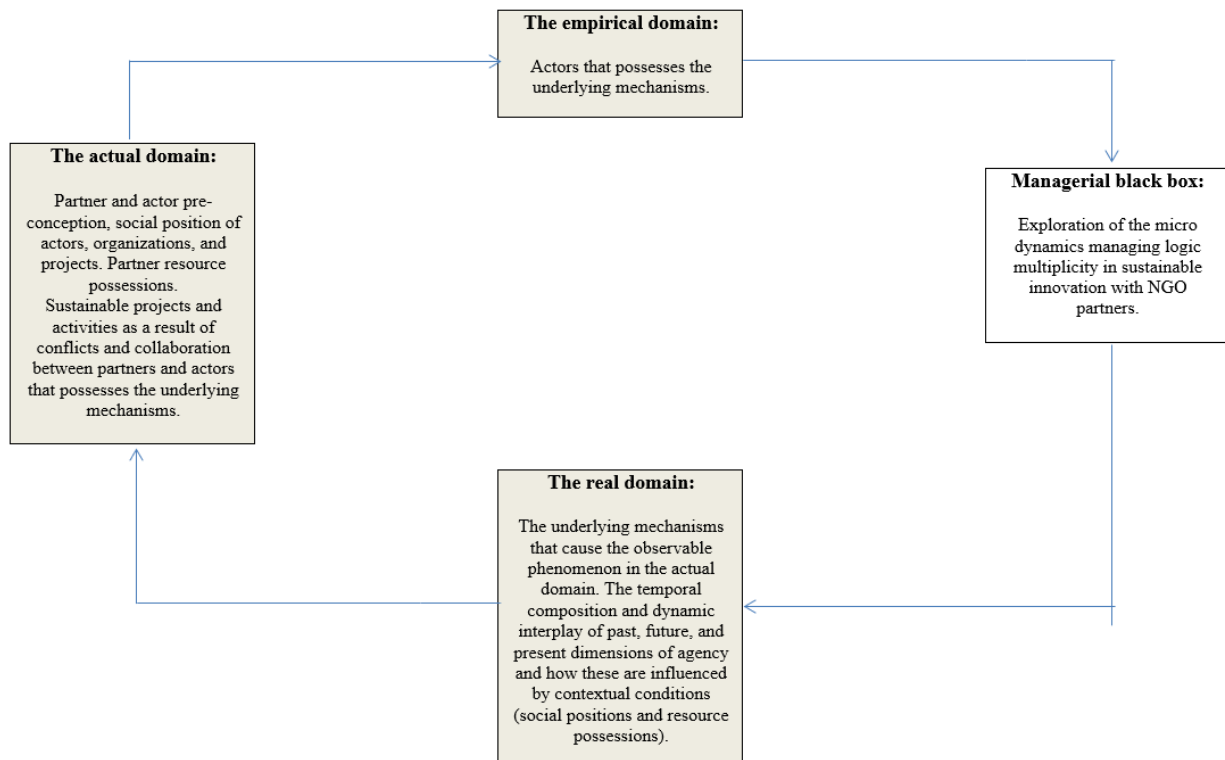 The empirical domain:
Actors that possesses the
underlying mechanisms.
The actual domain:
Partner and actor pre-
conception, social position of
actors, organizations, and
projects. Partner resource
possessions.
Sustainable projects and
activities as a result of
conflicts and collaboration
between partners and actors
that possesses the underlying
mechanisms.
Managerial black box:
Exploration of the micro
dynamics managing logic
multiplicity in sustainable
innovation with NGO
partners.
The real domain:
The underlying mechanisms
that cause the observable
phenomenon in the actual
domain. The temporal
composition and dynamic
interplay of past, future, and
present dimensions of agency
and how these are influenced
by contextual conditions
(social positions and resource
possessions).